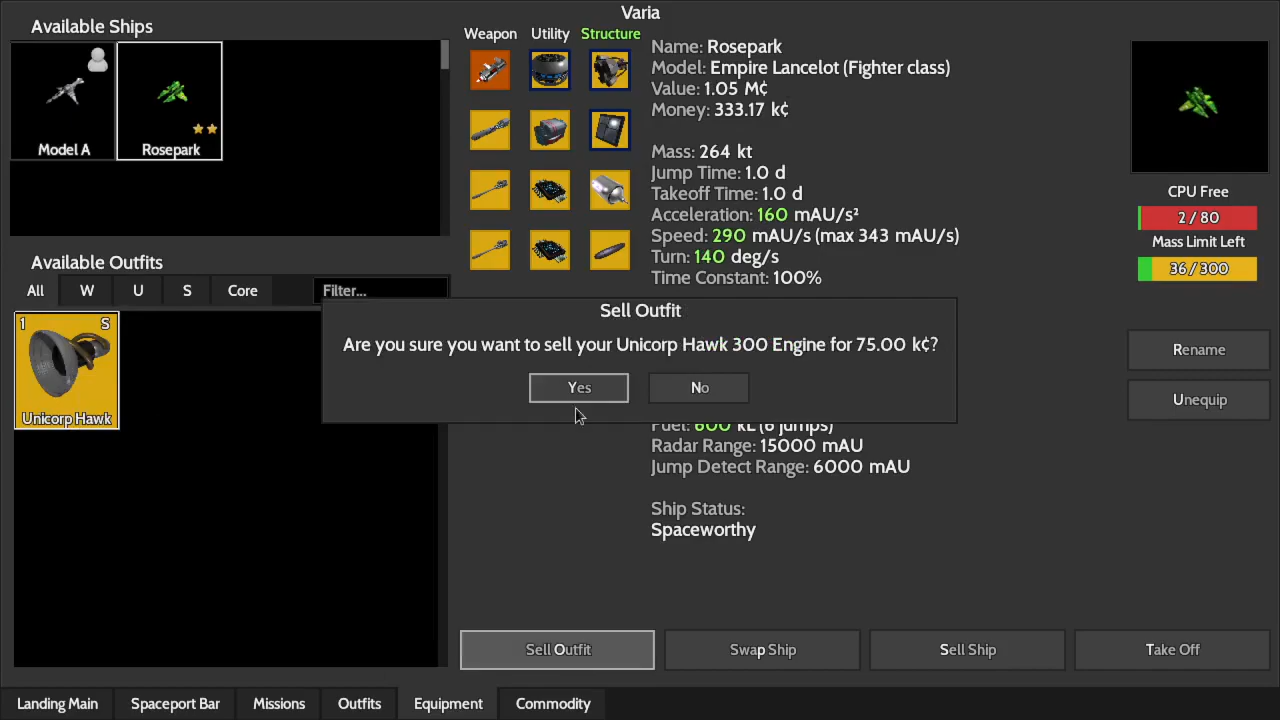 Varia
Available Ships
Model A
Rosepark
Available Outfits
All W U S Core Filter...
1 S
Unicorp Hawk
Weapon Utility Structure
Name: Rosepark
Model: Empire Lancelot (Fighter class)
Value: 1.05 M¢
Money: 333.17 k¢
Mass: 264 kt
Jump Time: 1.0 d
Takeoff Time: 1.0 d
Acceleration: 160 mAU/s²
Speed: 290 mAU/s (max 343 mAU/s)
Turn: 140 deg/s
Time Constant: 100%
CPU Free
2 / 80
Mass Limit Left
36 / 300
Sell Outfit
Are you sure you want to sell your Unicorp Hawk 300 Engine for 75.00 k¢?
Yes No
Fuel: 600 kL (6 jumps)
Radar Range: 15000 mAU
Jump Detect Range: 6000 mAU
Ship Status:
Spaceworthy
Rename
Unequip
Sell Outfit Swap Ship Sell Ship Take Off
Landing Main Spaceport Bar Missions Outfits Equipment Commodity